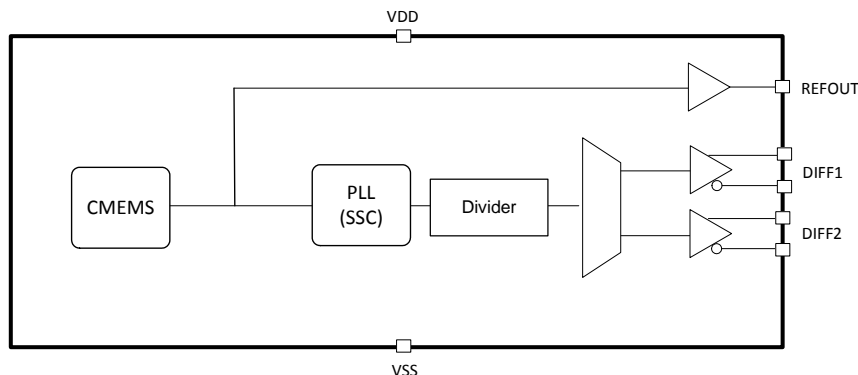 VDD
REFOUT
CMEMS
PLL
(SSC)
Divider
DIFF1
DIFF2
VSS